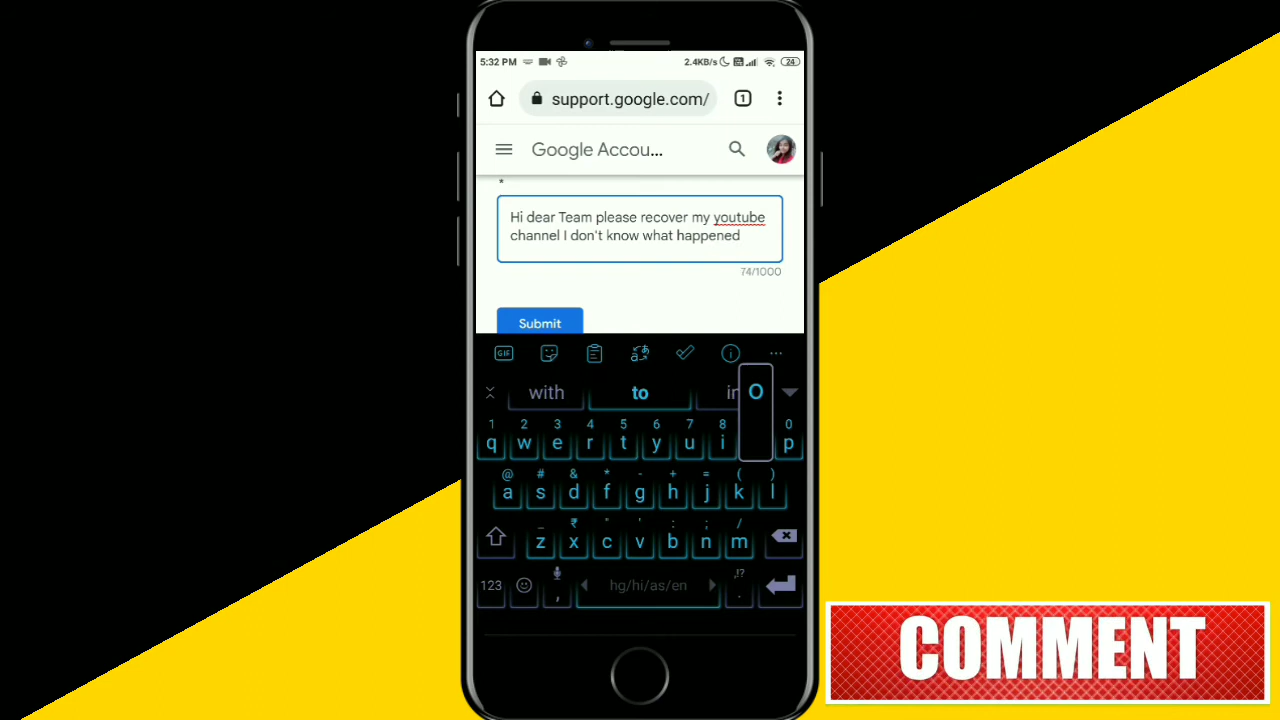 5:32 PM 2.4KB/s 24
support.google.com/ 1
Google Accou...
*
Hi dear Team please recover my youtube
channel I don't know what happened
74/1000
Submit
GIF
with to in O
1 2 3 4 5 6 7 8 0
q w e r t y u i p
@ # & * - + = ( )
a s d f g h j k l
_ ₹ " ' : ; /
z x c v b n m
123 , hg/hi/as/en ,!? .
COMMENT